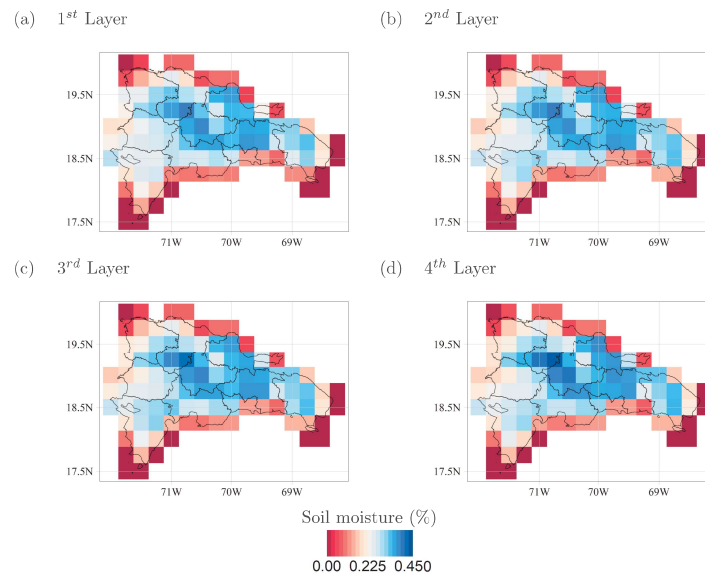 (a) 1st Layer
(b) 2nd Layer
19.5N
18.5N
17.5N
71W 70W 69W
19.5N
18.5N
17.5N
71W 70W 69W
(c) 3rd Layer
(d) 4th Layer
19.5N
18.5N
17.5N
71W 70W 69W
19.5N
18.5N
17.5N
71W 70W 69W
Soil moisture (%)
0.00 0.225 0.450